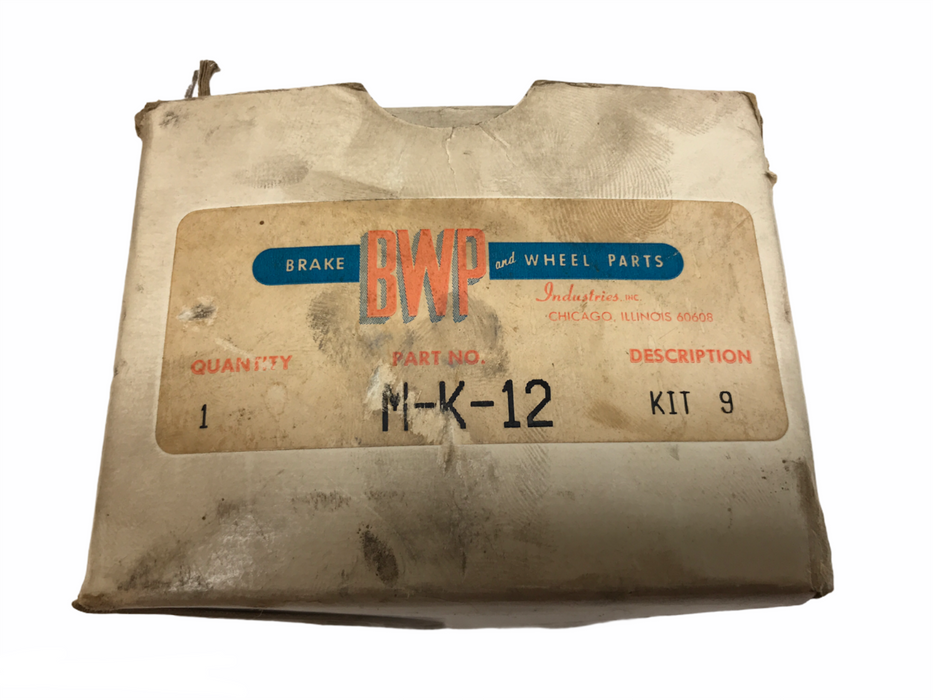 BRAKE BWP and WHEEL PARTS
Industries, INC.
CHICAGO, ILLINOIS 60608
QUANTITY PART NO. DESCRIPTION
1 M-K-12 KIT 9